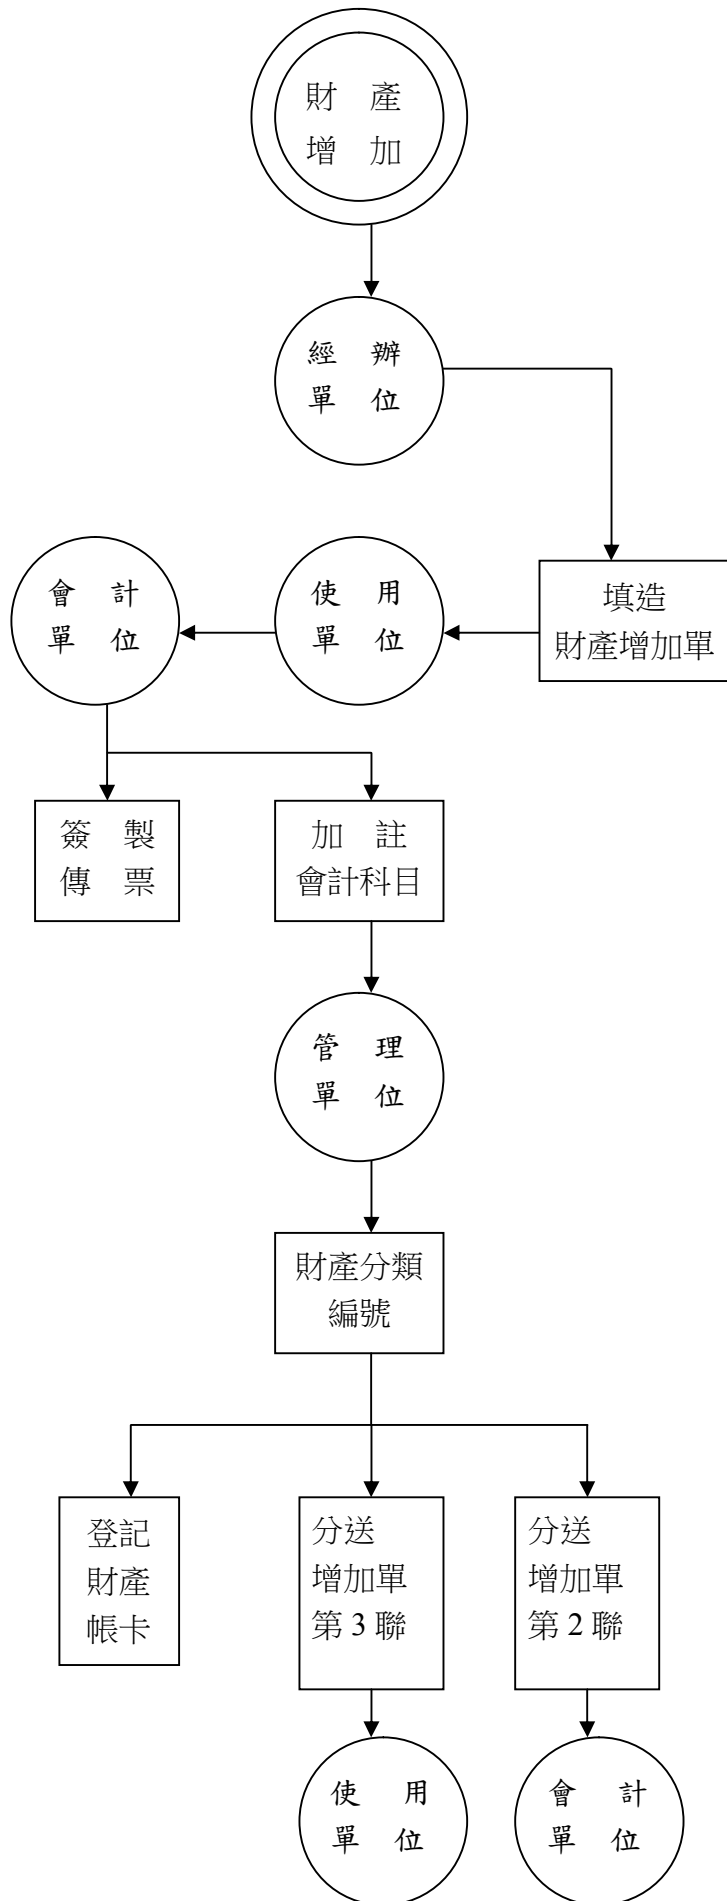 財 產
增 加
經 辦
單 位
會 計
單 位
使 用
單 位
填造
財產增加單
簽 製
傳 票
加 註
會計科目
管 理
單 位
財產分類
編號
登記
財產
帳卡
分送
增加單
第 3 聯
分送
增加單
第 2 聯
使 用
單 位
會 計
單 位